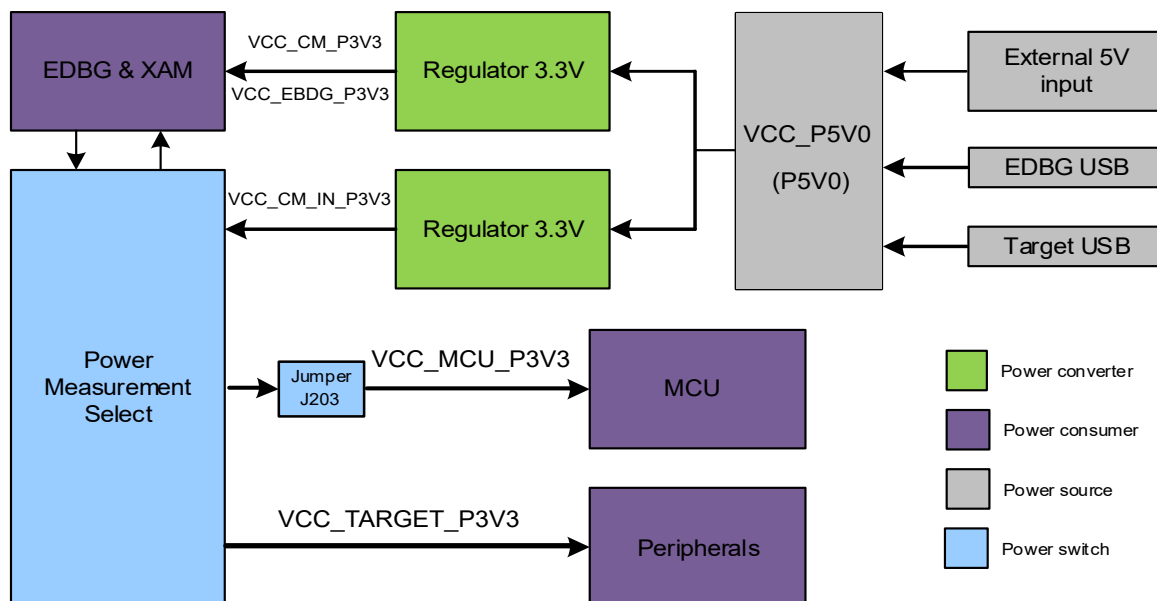 EDBG & XAM
VCC_CM_P3V3
VCC_EBDG_P3V3
Regulator 3.3V
VCC_P5V0
(P5V0)
External 5V
input
EDBG USB
Target USB
VCC_CM_IN_P3V3
Regulator 3.3V
Power
Measurement
Select
Jumper
J203
VCC_MCU_P3V3
MCU
VCC_TARGET_P3V3
Peripherals
Power converter
Power consumer
Power source
Power switch